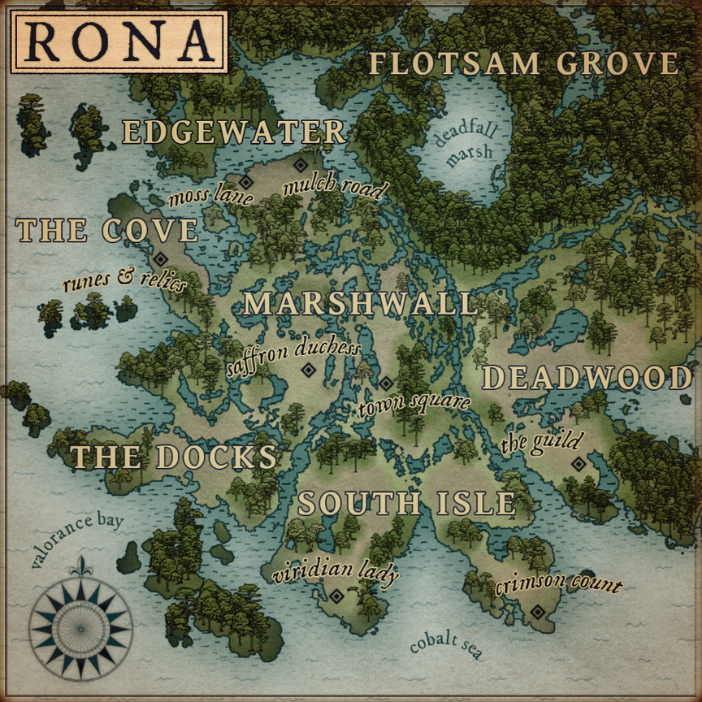 RONA
FLOTSAM GROVE
EDGEWATER
deadfall
marsh
moss lane
mulch road
THE COVE
runes & relics
MARSHWALL
saffron duchess
DEADWOOD
town square
the guild
THE DOCKS
SOUTH ISLE
valorance bay
viridian lady
crimson count
cobalt sea